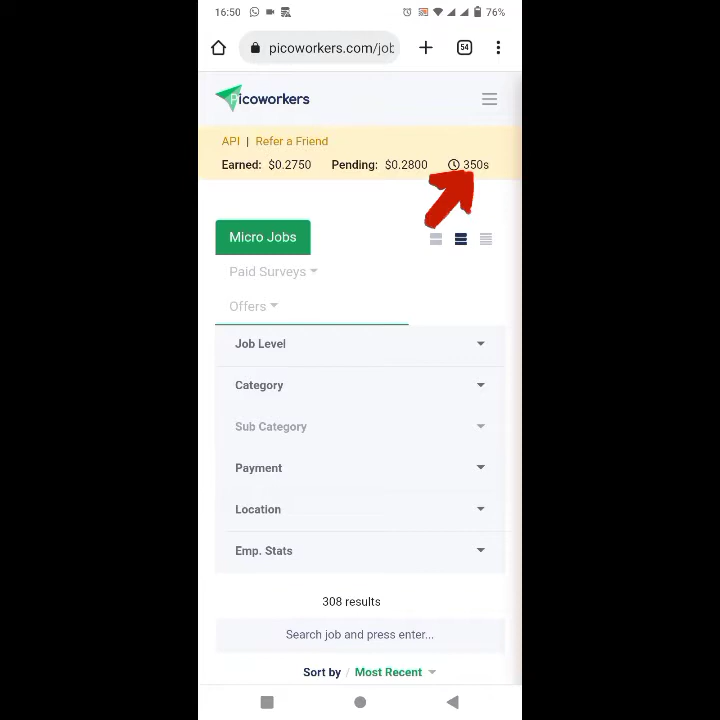 16:50 76%
picoworkers.com/job 54
Picoworkers
API | Refer a Friend
Earned: $0.2750 Pending: $0.2800 350s
Micro Jobs
Paid Surveys
Offers
Job Level
Category
Sub Category
Payment
Location
Emp. Stats
308 results
Search job and press enter...
Sort by / Most Recent